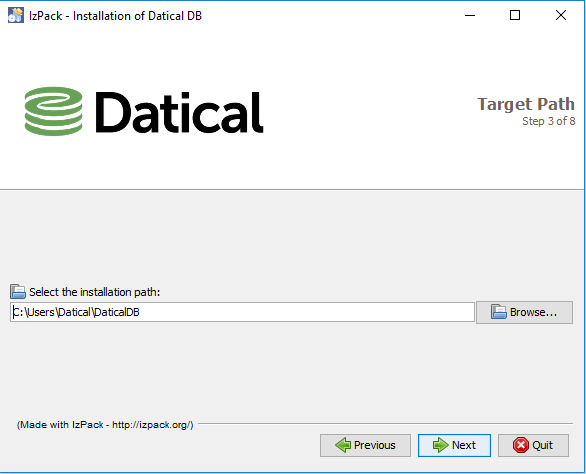 IzPack - Installation of Datical DB
Datical
Target Path
Step 3 of 8
Select the installation path:
C:\Users\Datical\DaticalDB
Browse...
(Made with IzPack - http://izpack.org/)
Previous
Next
Quit